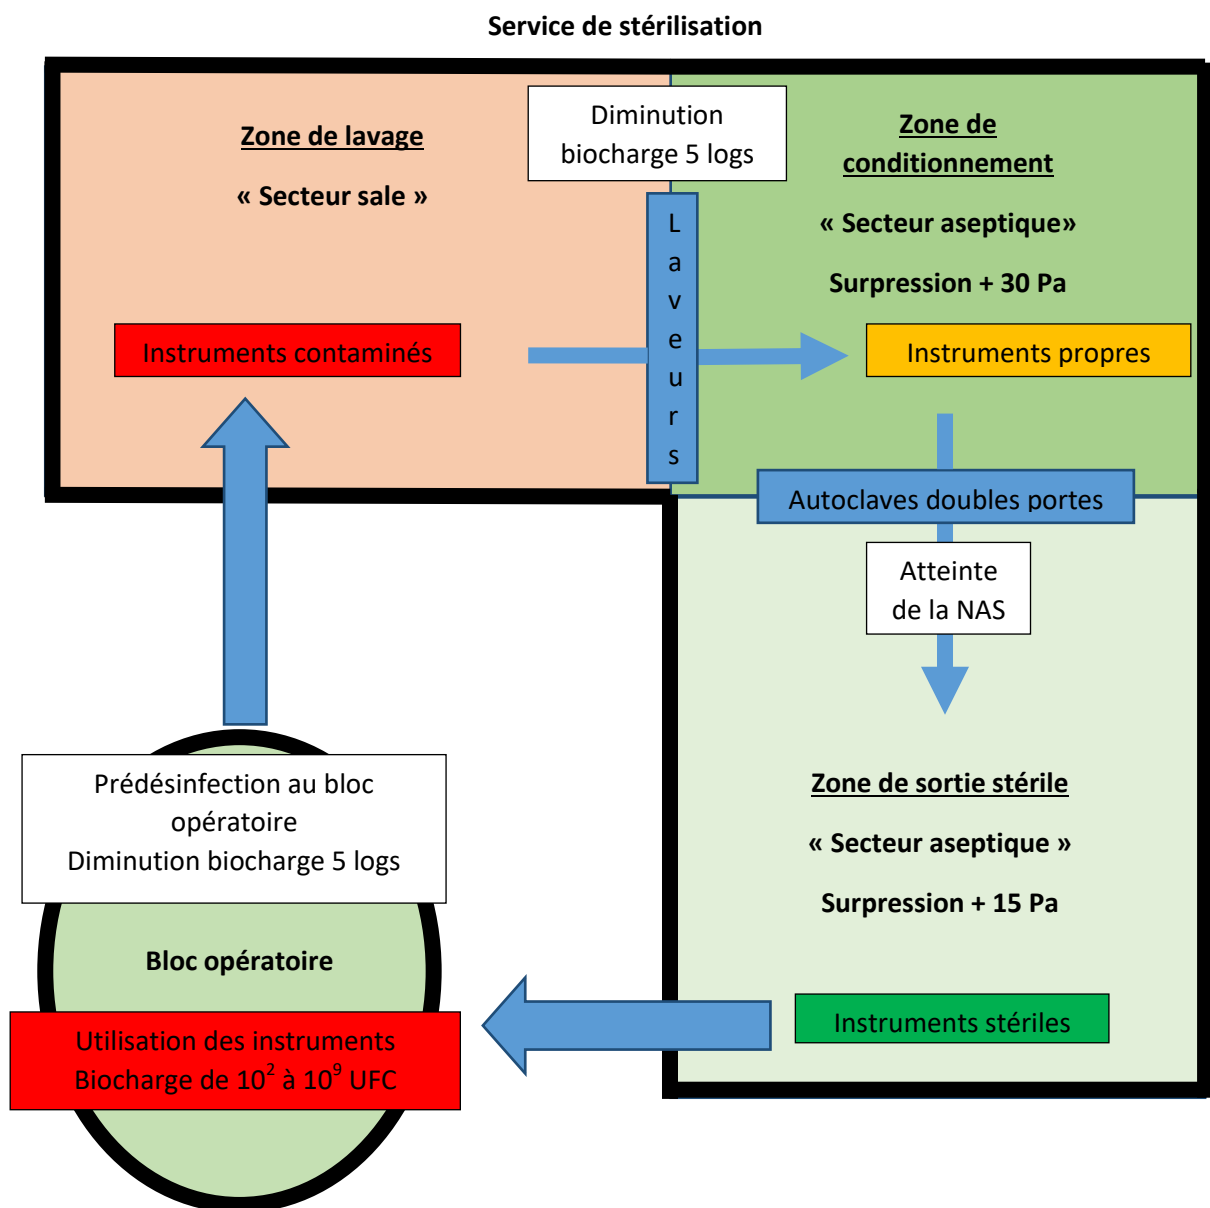 Service de stérilisation
Zone de lavage
« Secteur sale »
Diminution
biocharge 5 logs
Zone de
conditionnement
« Secteur aseptique»
Surpression + 30 Pa
Laveurs
Instruments contaminés
Instruments propres
Autoclaves doubles portes
Atteinte
de la NAS
Prédésinfection au bloc
opératoire
Diminution biocharge 5 logs
Bloc opératoire
Utilisation des instruments
Biocharge de 10² à 10⁹ UFC
Zone de sortie stérile
« Secteur aseptique »
Surpression + 15 Pa
Instruments stériles